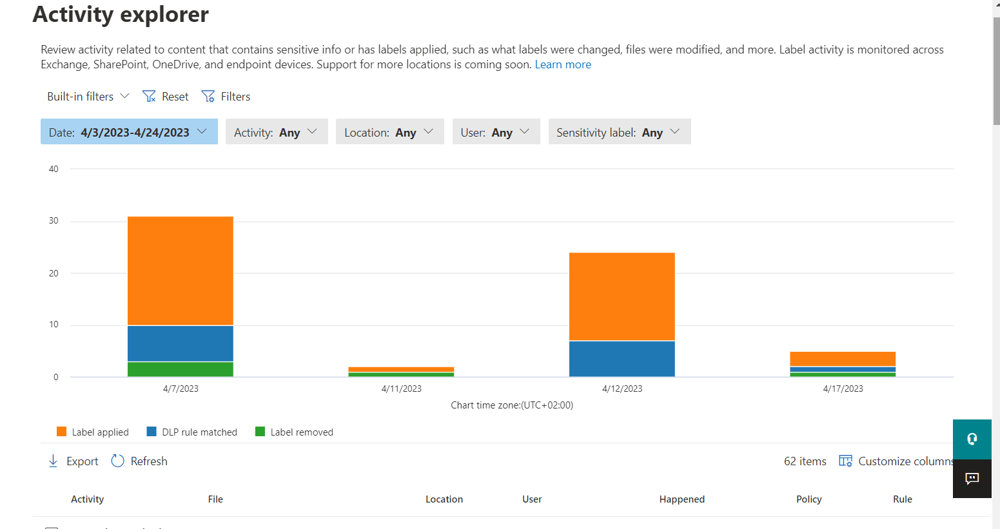 Activity explorer
Review activity related to content that contains sensitive info or has labels applied, such as what labels were changed, files were modified, and more. Label activity is monitored across
Exchange, SharePoint, OneDrive, and endpoint devices. Support for more locations is coming soon. Learn more
Built-in filters Reset Filters
Date: 4/3/2023-4/24/2023 Activity: Any Location: Any User: Any Sensitivity label: Any
40
30
20
10
0
4/7/2023 4/11/2023 4/12/2023 4/17/2023
Chart time zone:(UTC+02:00)
Label applied DLP rule matched Label removed
Export Refresh 62 items Customize columns
Activity File Location User Happened Policy Rule